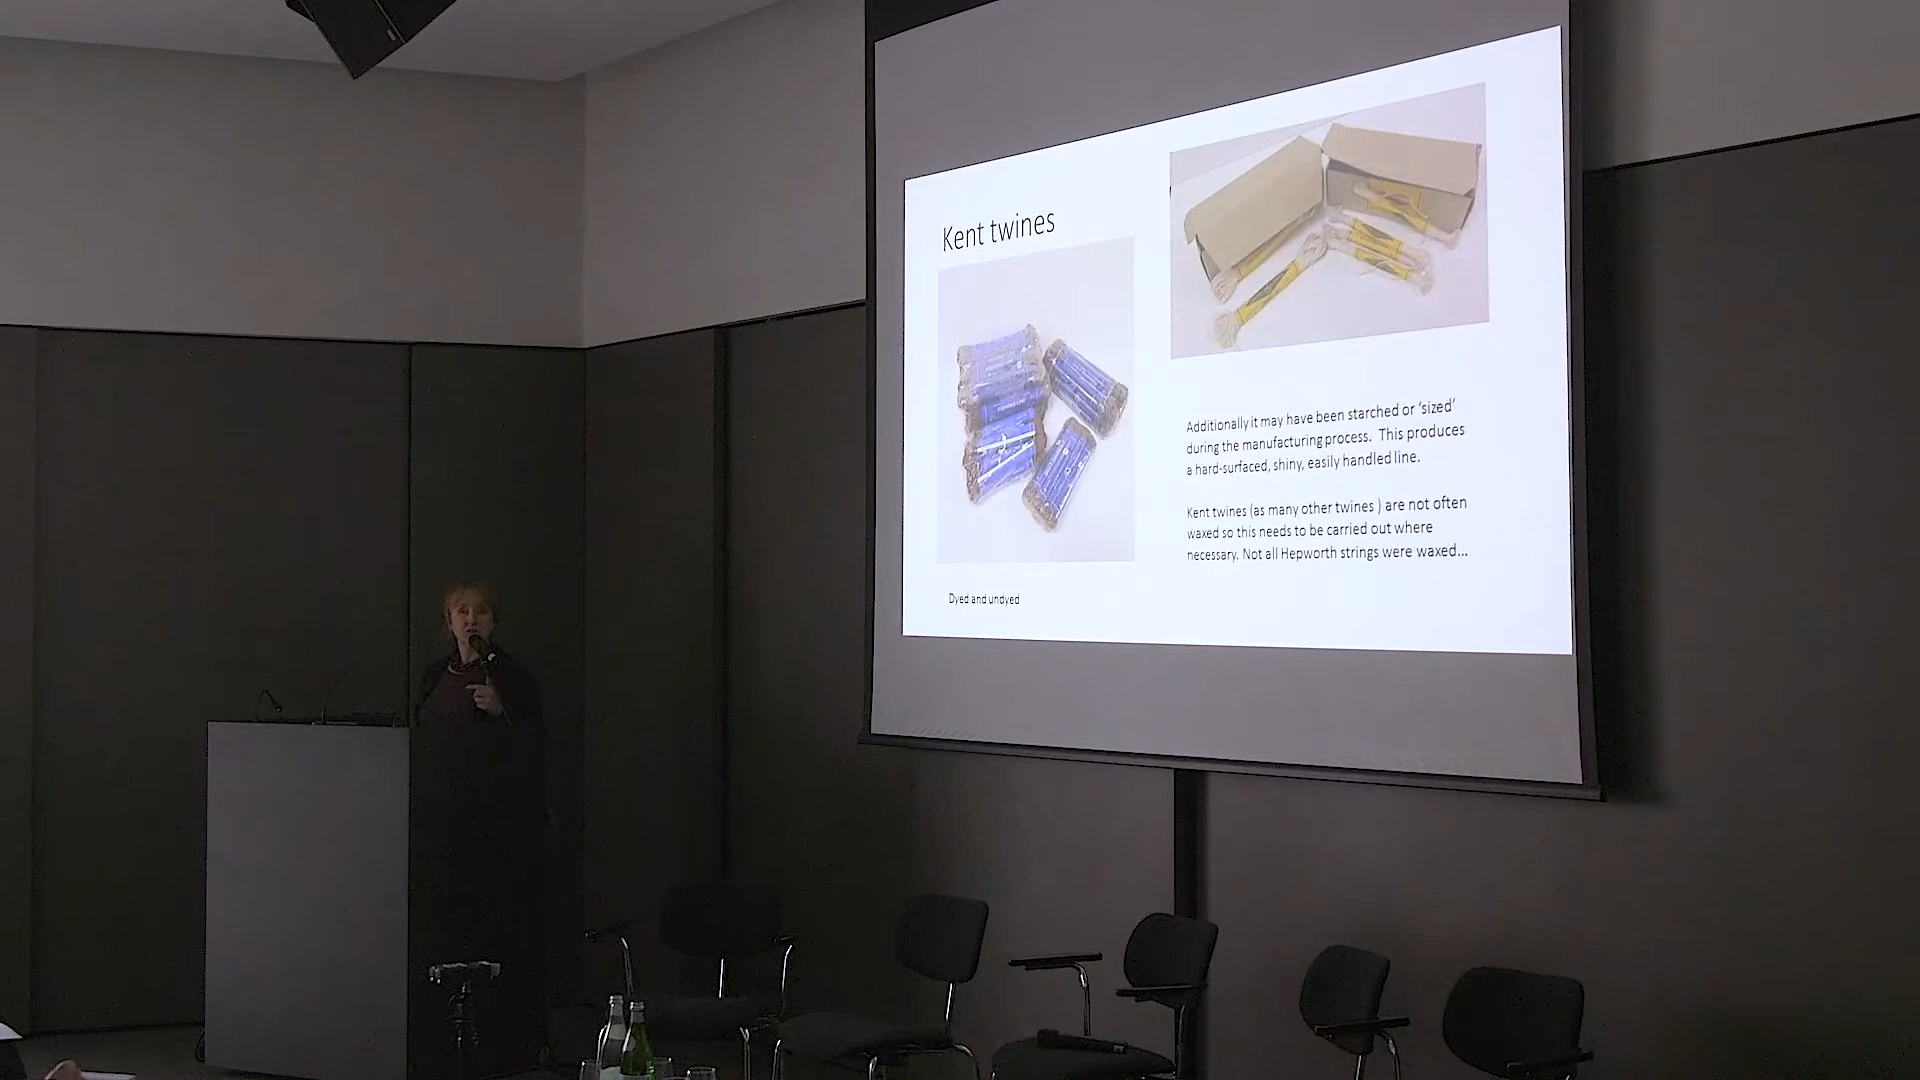 Kent twines
Additionally it may have been starched or ‘sized’
during the manufacturing process.  This produces
a hard-surfaced, shiny, easily handled line.
Kent twines (as many other twines ) are not often
waxed so this needs to be carried out where
necessary. Not all Hepworth strings were waxed...
Dyed and undyed